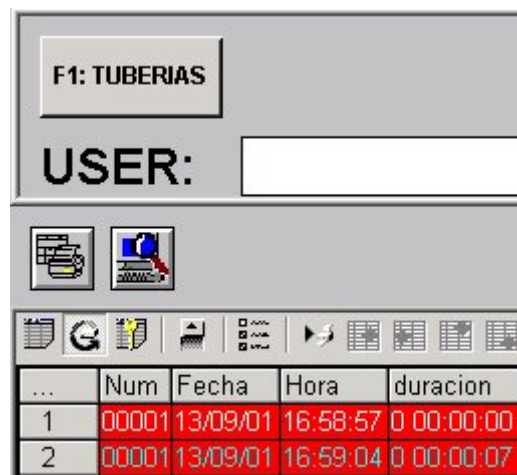 F1: TUBERIAS
USER:
... Num Fecha Hora duracion
1 00001 13/09/01 16:58:57 0 00:00:00
2 00001 13/09/01 16:59:04 0 00:00:07